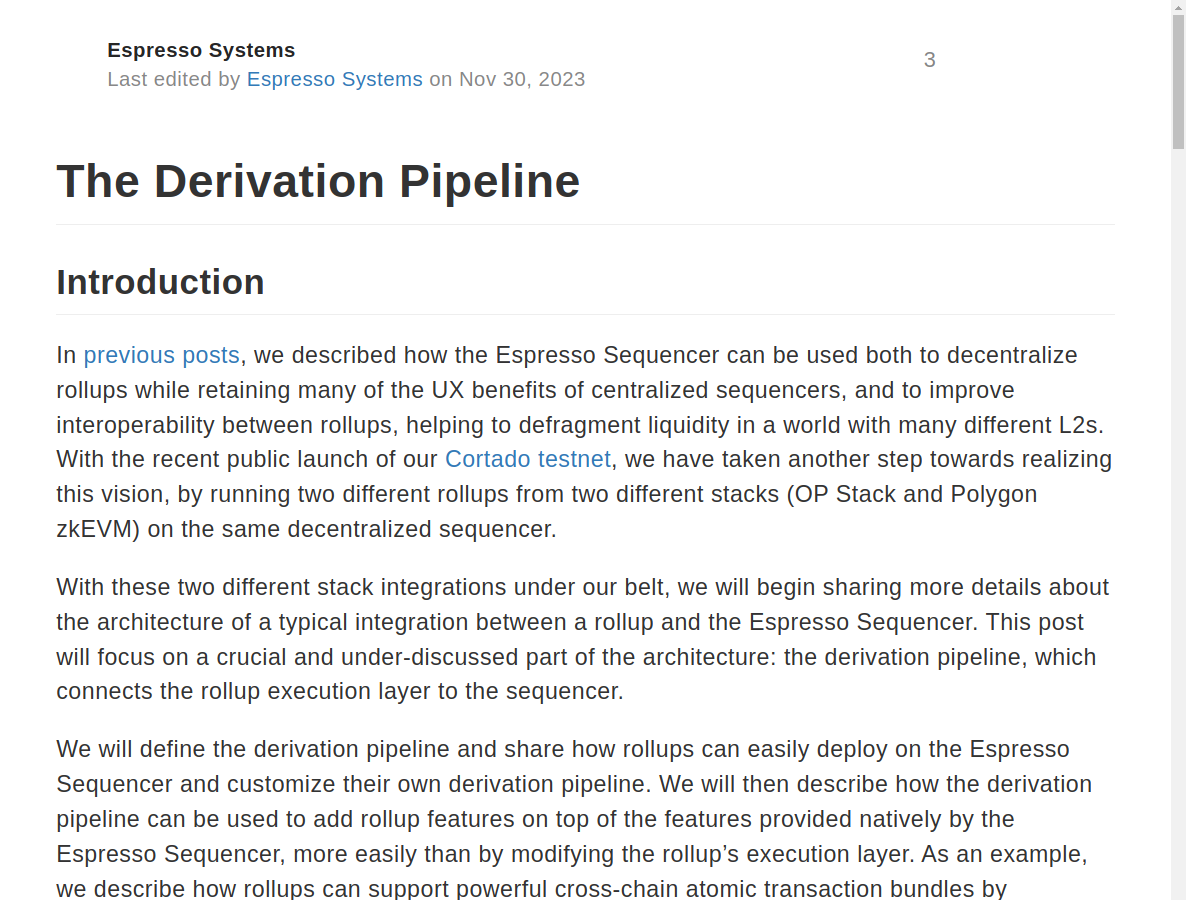 Espresso Systems
3
Last edited by Espresso Systems on Nov 30, 2023
The Derivation Pipeline
Introduction
In previous posts, we described how the Espresso Sequencer can be used both to decentralize
rollups while retaining many of the UX benefits of centralized sequencers, and to improve
interoperability between rollups, helping to defragment liquidity in a world with many different L2s.
With the recent public launch of our Cortado testnet, we have taken another step towards realizing
this vision, by running two different rollups from two different stacks (OP Stack and Polygon
zkEVM) on the same decentralized sequencer.
With these two different stack integrations under our belt, we will begin sharing more details about
the architecture of a typical integration between a rollup and the Espresso Sequencer. This post
will focus on a crucial and under-discussed part of the architecture: the derivation pipeline, which
connects the rollup execution layer to the sequencer.
We will define the derivation pipeline and share how rollups can easily deploy on the Espresso
Sequencer and customize their own derivation pipeline. We will then describe how the derivation
pipeline can be used to add rollup features on top of the features provided natively by the
Espresso Sequencer, more easily than by modifying the rollup’s execution layer. As an example,
we describe how rollups can support powerful cross-chain atomic transaction bundles by